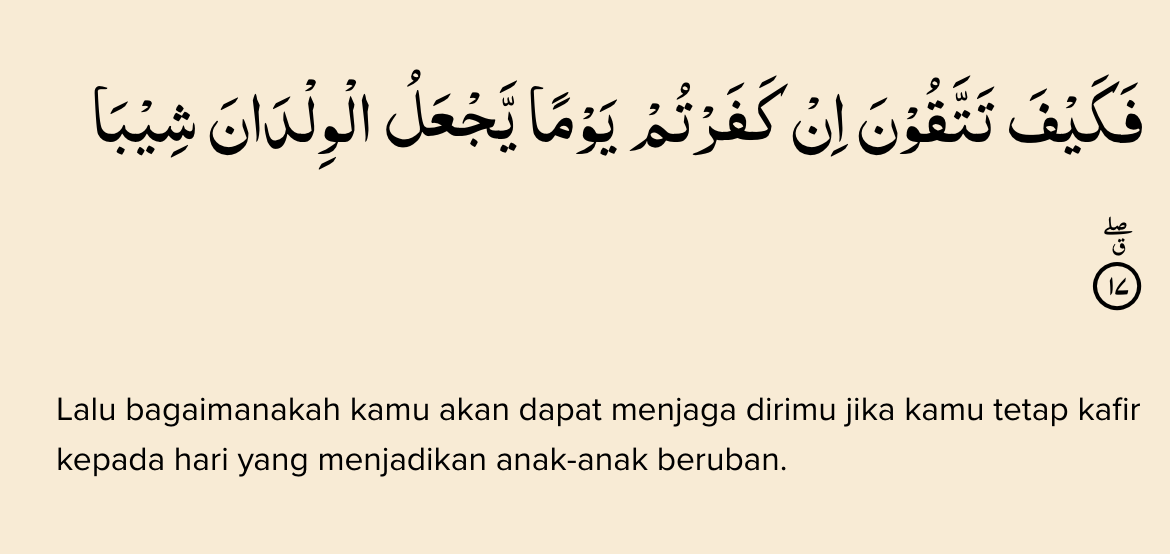 فَكَيْفَ تَتَّقُوْنَ اِنْ كَفَرْتُمْ يَوْمًا يَّجْعَلُ الْوِلْدَانَ شِيْبَا
ۖق
١٧
Lalu bagaimanakah kamu akan dapat menjaga dirimu jika kamu tetap kafir
kepada hari yang menjadikan anak-anak beruban.